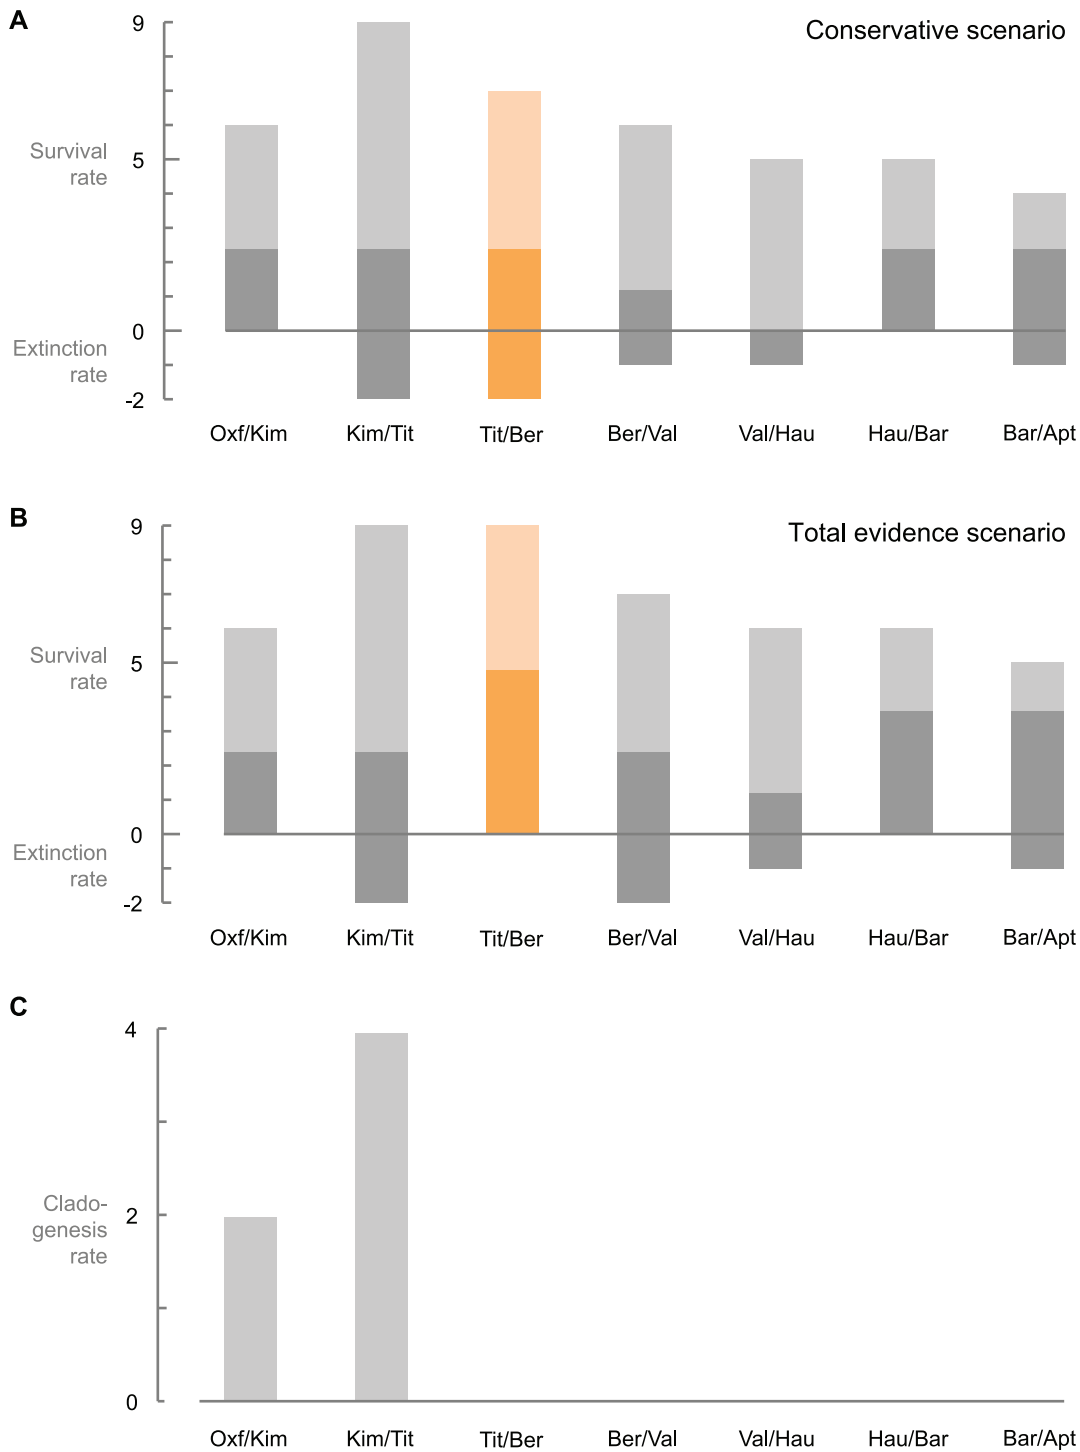 A
Conservative scenario
9
Survival
rate
5
0
Extinction
rate
-2
Oxf/Kim Kim/Tit Tit/Ber Ber/Val Val/Hau Hau/Bar Bar/Apt
B
Total evidence scenario
9
Survival
rate
5
0
Extinction
rate
-2
Oxf/Kim Kim/Tit Tit/Ber Ber/Val Val/Hau Hau/Bar Bar/Apt
C
4
Clado-
genesis
rate
2
0
Oxf/Kim Kim/Tit Tit/Ber Ber/Val Val/Hau Hau/Bar Bar/Apt